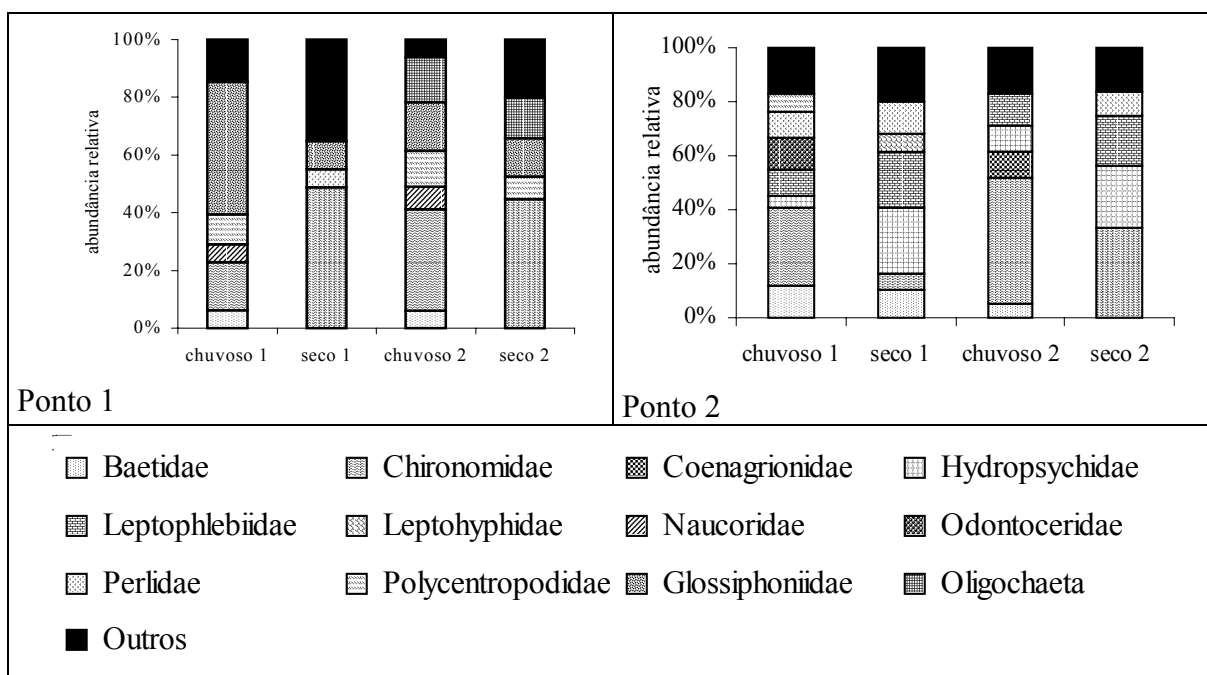 abundância relativa
100%
80%
60%
40%
20%
0%
chuvoso 1 seco 1 chuvoso 2 seco 2
Ponto 1
abundância relativa
100%
80%
60%
40%
20%
0%
chuvoso 1 seco 1 chuvoso 2 seco 2
Ponto 2
Baetidae Chironomidae Coenagrionidae Hydropsychidae
Leptophlebiidae Leptohyphidae Naucoridae Odontoceridae
Perlidae Polycentropodidae Glossiphoniidae Oligochaeta
Outros